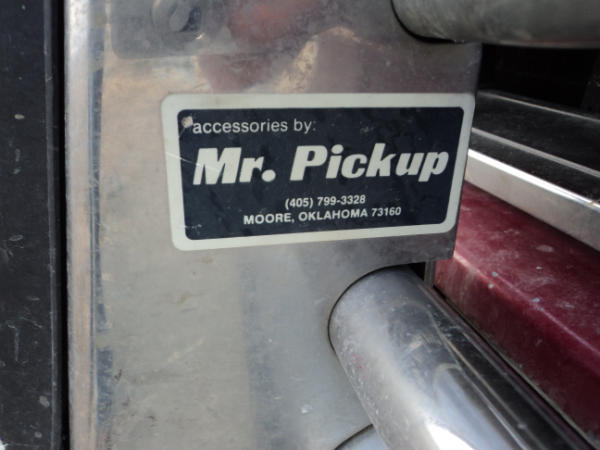 accessories by:
Mr. Pickup
(405) 799-3328
MOORE, OKLAHOMA 73160